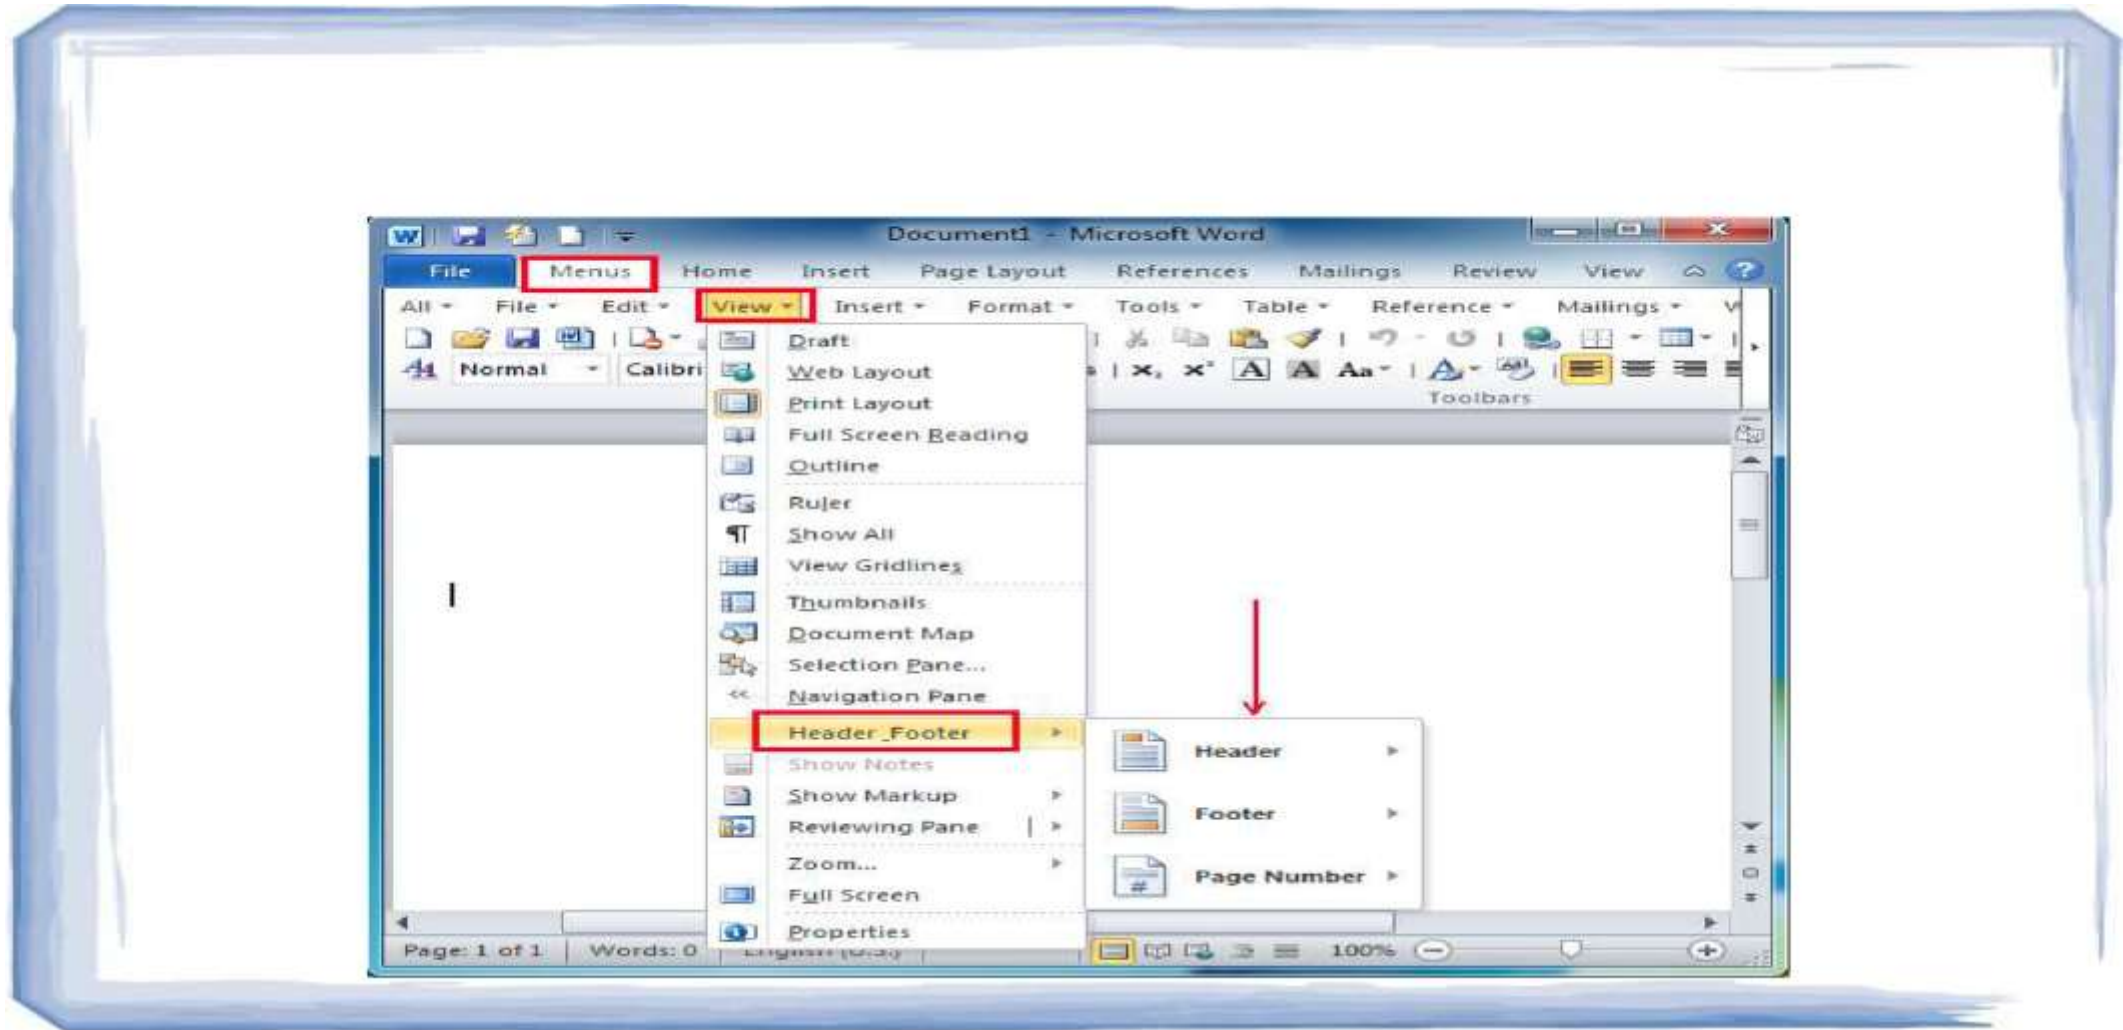 Document1 - Microsoft Word
File Menus Home Insert Page Layout References Mailings Review View
All File Edit View Insert Format Tools Table Reference Mailings
Normal Calibri A A Aa A
Toolbars
Draft
Web Layout
Print Layout
Full Screen Reading
Outline
Ruler
Show All
View Gridlines
Thumbnails
Document Map
Selection Pane...
Navigation Pane
Header_Footer
Show Notes
Show Markup
Reviewing Pane
Zoom...
Full Screen
Properties
Header
Footer
Page Number
Page: 1 of 1 Words: 0 English (U.S.) 100%